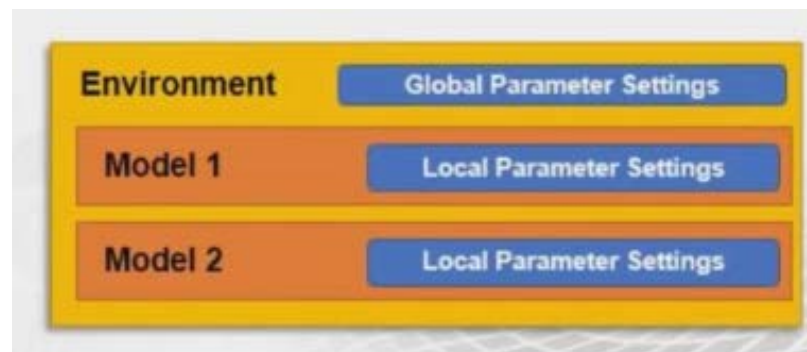 Environment Global Parameter Settings
Model 1 Local Parameter Settings
Model 2 Local Parameter Settings